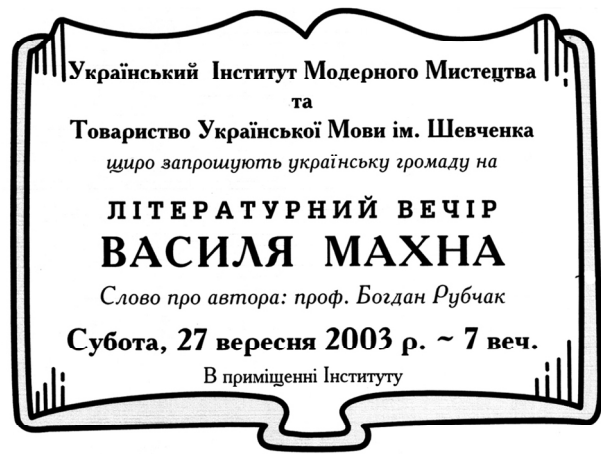 Український Інститут Модерного Мистецтва
та
Товариство Української Мови ім. Шевченка
щиро запрошують українську громаду на
ЛІТЕРАТУРНИЙ ВЕЧІР
ВАСИЛЯ МАХНА
Слово про автора: проф. Богдан Рубчак
Субота, 27 вересня 2003 р. ~ 7 веч.
В приміщенні Інституту